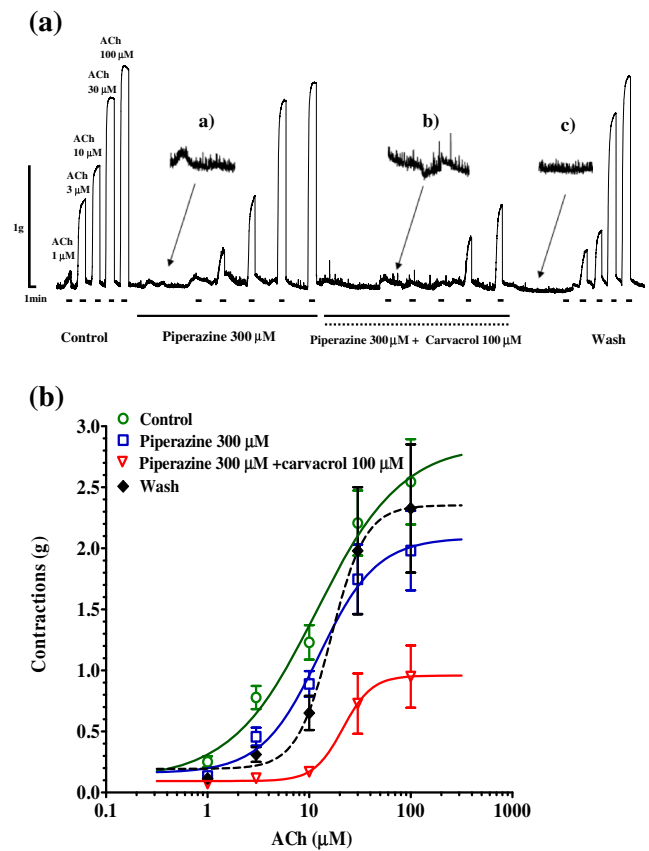 (a)
ACh
100 µM
ACh
30 µM
ACh
10 µM
ACh
3 µM
ACh
1 µM
a)
b)
c)
1g
1min
Control
Piperazine 300 µM
Piperazine 300 µM + Carvacrol 100 µM
Wash
(b)
Control
Piperazine 300 µM
Piperazine 300 µM +carvacrol 100 µM
Wash
3.0
2.5
2.0
1.5
1.0
0.5
0.0
Contractions (g)
0.1
1
10
100
1000
ACh (µM)